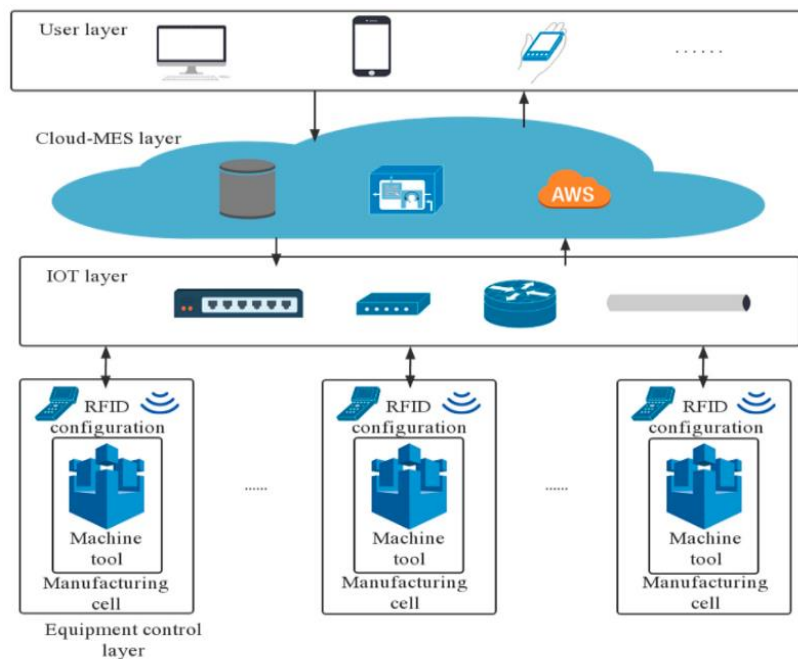 User layer
......
Cloud-MES layer
AWS
IOT layer
RFID
configuration
Machine
tool
Manufacturing
cell
......
RFID
configuration
Machine
tool
Manufacturing
cell
......
RFID
configuration
Machine
tool
Manufacturing
cell
Equipment control
layer